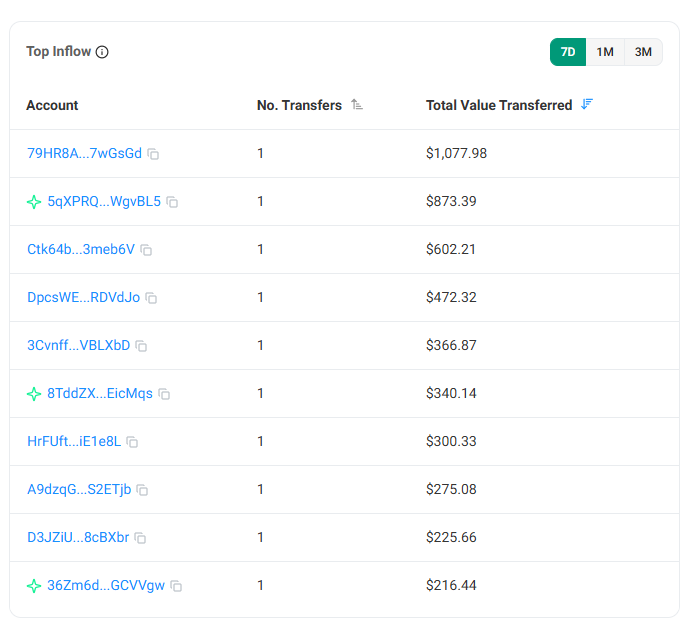 Top Inflow
7D 1M 3M
Account No. Transfers Total Value Transferred
79HR8A...7wGsGd 1 $1,077.98
5qXPRQ...WgvBL5 1 $873.39
Ctk64b...3meb6V 1 $602.21
DpcsWE...RDVdJo 1 $472.32
3Cvnff...VBLXbD 1 $366.87
8TddZX...EicMqs 1 $340.14
HrFUft...iE1e8L 1 $300.33
A9dzqG...S2ETjb 1 $275.08
D3JZiU...8cBXbr 1 $225.66
36Zm6d...GCVVgw 1 $216.44